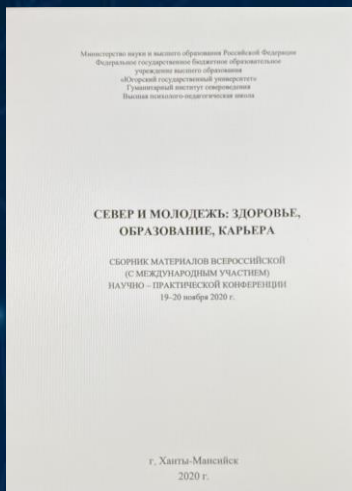 Министерство науки и высшего образования Российской Федерации
Федеральное государственное бюджетное образовательное
учреждение высшего образования
«Югорский государственный университет»
Гуманитарный институт североведения
Высшая психолого-педагогическая школа
СЕВЕР И МОЛОДЕЖЬ: ЗДОРОВЬЕ,
ОБРАЗОВАНИЕ, КАРЬЕРА
СБОРНИК МАТЕРИАЛОВ ВСЕРОССИЙСКОЙ
(С МЕЖДУНАРОДНЫМ УЧАСТИЕМ)
НАУЧНО – ПРАКТИЧЕСКОЙ КОНФЕРЕНЦИИ
19–20 ноября 2020 г.
г. Ханты-Мансийск
2020 г.